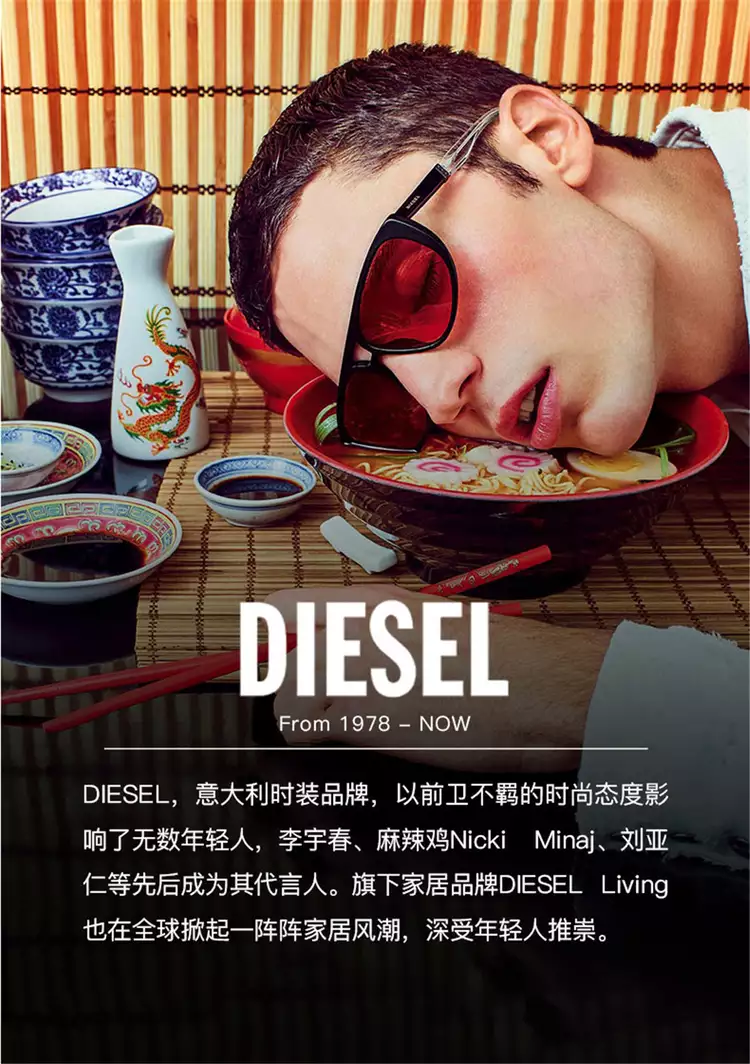 DIESEL
DIESEL
From 1978 – NOW
DIESEL，意大利时装品牌，以前卫不羁的时尚态度影
响了无数年轻人，李宇春、麻辣鸡Nicki Minaj、刘亚
仁等先后成为其代言人。旗下家居品牌DIESEL Living
也在全球掀起一阵阵家居风潮，深受年轻人推崇。